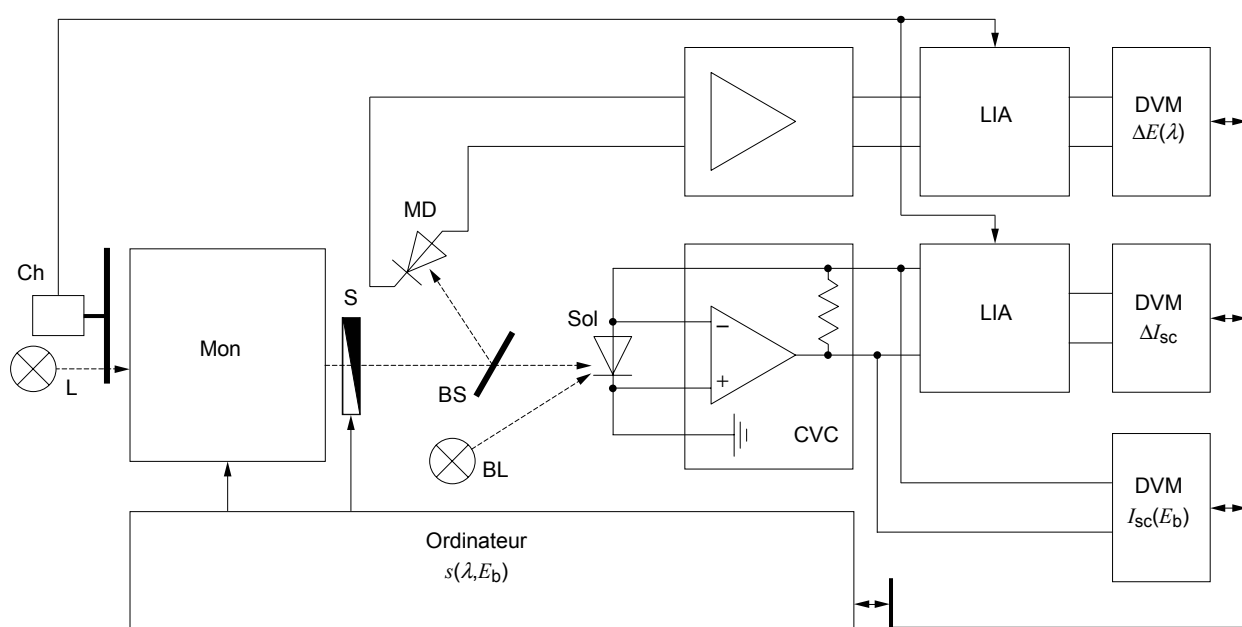 LIA
DVM
ΔE(λ)
MD
Ch
L
Mon
S
BS
Sol
BL
−
+
CVC
LIA
DVM
ΔIsc
DVM
Isc(Eb)
Ordinateur
s(λ,Eb)